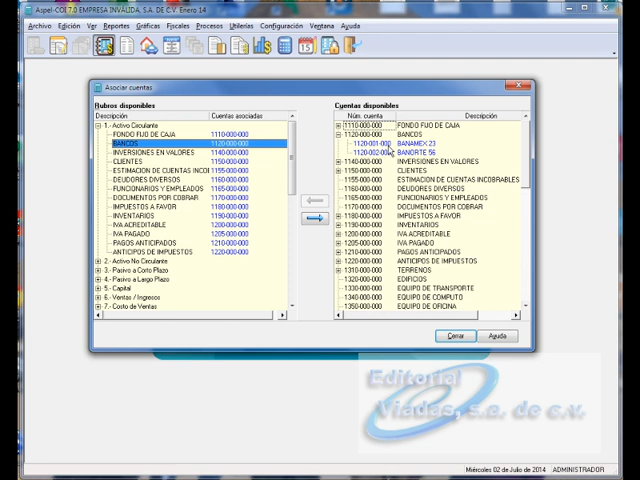 Aspel-COI 7.0 EMPRESA INVALIDA, S.A. DE C.V. Enero 14
Archivo Edición Ver Reportes Gráficas Fiscales Procesos Utilerías Configuración Ventana Ayuda
Asociar cuentas
Rubros disponibles
Descripción Cuentas asociadas
1.- Activo Circulante
FONDO FIJO DE CAJA 1110-000-000
BANCOS 1120-000-000
INVERSIONES EN VALORES 1140-000-000
CLIENTES 1150-000-000
ESTIMACION DE CUENTAS INCOI 1155-000-000
DEUDORES DIVERSOS 1160-000-000
FUNCIONARIOS Y EMPLEADOS 1165-000-000
DOCUMENTOS POR COBRAR 1170-000-000
IMPUESTOS A FAVOR 1180-000-000
INVENTARIOS 1190-000-000
IVA ACREDITABLE 1200-000-000
IVA PAGADO 1205-000-000
PAGOS ANTICIPADOS 1210-000-000
ANTICIPOS DE IMPUESTOS 1220-000-000
2.- Activo No Circulante
3.- Pasivo a Corto Plazo
4.- Pasivo a Largo Plazo
5.- Capital
6.- Ventas / Ingresos
7.- Costo de Ventas
Cuentas disponibles
Núm. cuenta Descripción
1110-000-000 FONDO FIJO DE CAJA
1120-000-000 BANCOS
1120-001-000 BANAMEX 23
1120-002-000 BANORTE 56
1140-000-000 INVERSIONES EN VALORES
1150-000-000 CLIENTES
1155-000-000 ESTIMACION DE CUENTAS INCOBRABLES
1160-000-000 DEUDORES DIVERSOS
1165-000-000 FUNCIONARIOS Y EMPLEADOS
1170-000-000 DOCUMENTOS POR COBRAR
1180-000-000 IMPUESTOS A FAVOR
1190-000-000 INVENTARIOS
1200-000-000 IVA ACREDITABLE
1205-000-000 IVA PAGADO
1210-000-000 PAGOS ANTICIPADOS
1220-000-000 ANTICIPOS DE IMPUESTOS
1310-000-000 TERRENOS
1320-000-000 EDIFICIOS
1330-000-000 EQUIPO DE TRANSPORTE
1340-000-000 EQUIPO DE COMPUTO
1350-000-000 EQUIPO DE OFICINA
Cerrar Ayuda
Editorial
Viadas, s.a. de c.v.
Miércoles 02 de Julio de 2014 ADMINISTRADOR